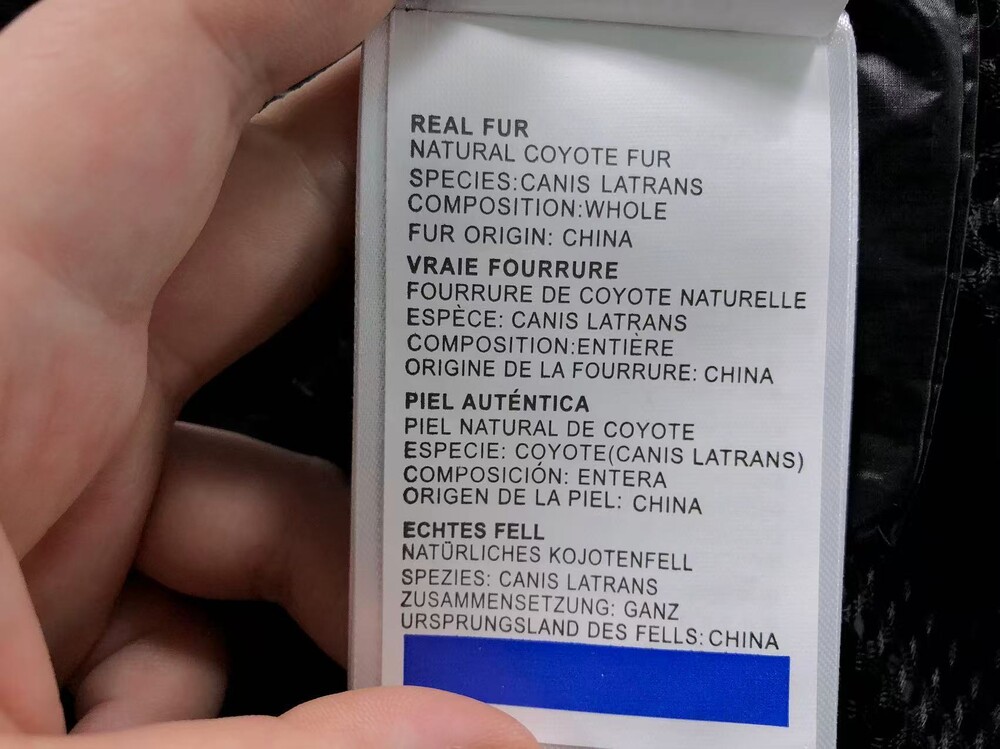 REAL FUR
NATURAL COYOTE FUR
SPECIES:CANIS LATRANS
COMPOSITION:WHOLE
FUR ORIGIN: CHINA
VRAIE FOURRURE
FOURRURE DE COYOTE NATURELLE
ESPÈCE: CANIS LATRANS
COMPOSITION:ENTIÈRE
ORIGINE DE LA FOURRURE: CHINA
PIEL AUTÉNTICA
PIEL NATURAL DE COYOTE
ESPECIE: COYOTE(CANIS LATRANS)
COMPOSICIÓN: ENTERA
ORIGEN DE LA PIEL: CHINA
ECHTES FELL
NATÜRLICHES KOJOTENFELL
SPEZIES: CANIS LATRANS
ZUSAMMENSETZUNG: GANZ
URSPRUNGSLAND DES FELLS: CHINA